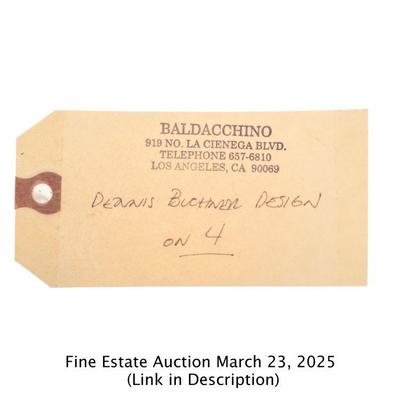 BALDACCHINO
919 NO. LA CIENEGA BLVD.
TELEPHONE 657-6810
LOS ANGELES, CA 90069
DENNIS BUCHNER DESIGN
ON 4
Fine Estate Auction March 23, 2025
(Link in Description)